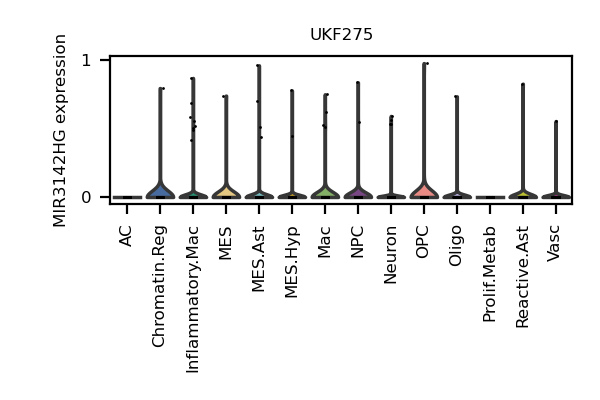 UKF275
MIR3142HG expression
1
0
AC
Chromatin.Reg
Inflammatory.Mac
MES
MES.Ast
MES.Hyp
Mac
NPC
Neuron
OPC
Oligo
Prolif.Metab
Reactive.Ast
Vasc